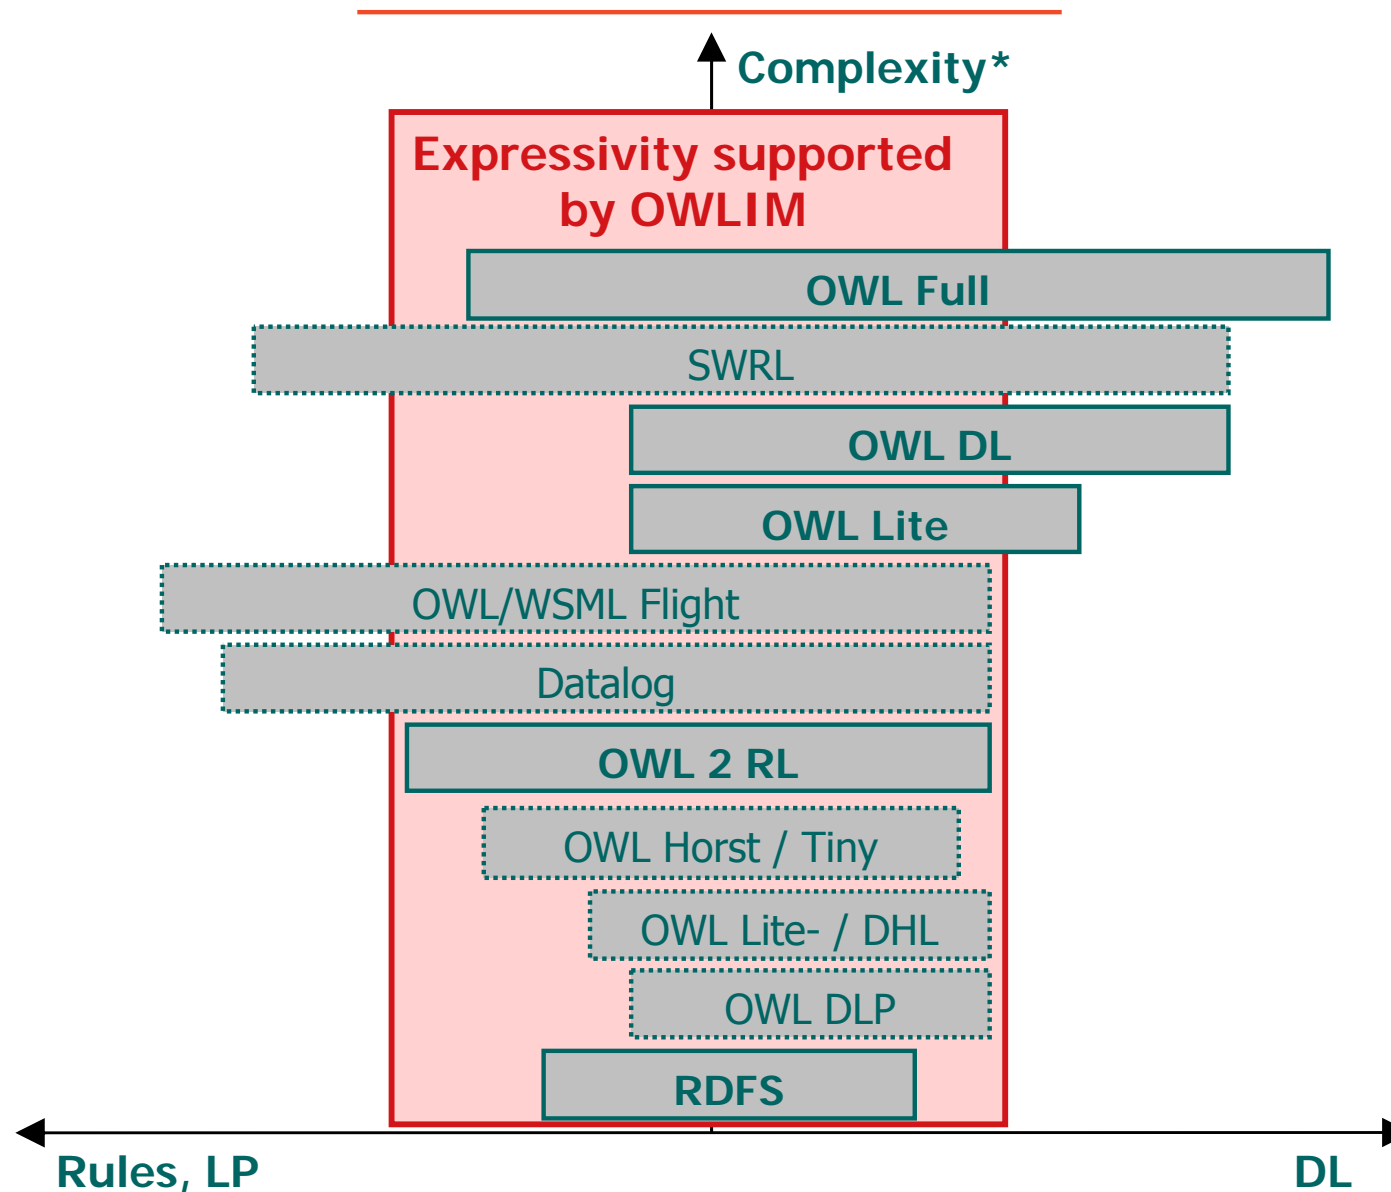 Complexity*
Expressivity supported
by OWLIM
OWL Full
SWRL
OWL DL
OWL Lite
OWL/WSML Flight
Datalog
OWL 2 RL
OWL Horst / Tiny
OWL Lite- / DHL
OWL DLP
RDFS
Rules, LP
DL